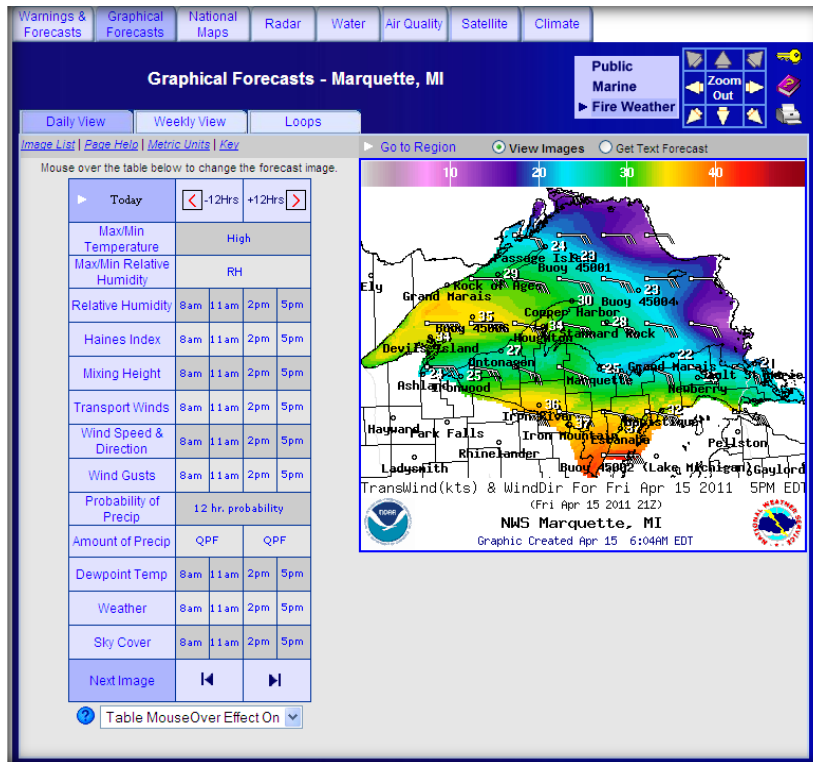 Warnings & Forecasts
Graphical Forecasts
National Maps
Radar
Water
Air Quality
Satellite
Climate
Graphical Forecasts - Marquette, MI
Public
Marine
Fire Weather
Zoom Out
Daily View
Weekly View
Loops
Image List | Page Help | Metric Units | Key
Go to Region
View Images
Get Text Forecast
Mouse over the table below to change the forecast image.
Today
-12Hrs
+12Hrs
Max/Min Temperature
High
Max/Min Relative Humidity
RH
Relative Humidity 8am 11am 2pm 5pm
Haines Index 8am 11am 2pm 5pm
Mixing Height 8am 11am 2pm 5pm
Transport Winds 8am 11am 2pm 5pm
Wind Speed & Direction 8am 11am 2pm 5pm
Wind Gusts 8am 11am 2pm 5pm
Probability of Precip 12 hr. probability
Amount of Precip QPF QPF
Dewpoint Temp 8am 11am 2pm 5pm
Weather 8am 11am 2pm 5pm
Sky Cover 8am 11am 2pm 5pm
Next Image
Table MouseOver Effect On
10 20 30 40
24
Passage Island
23
Buoy 45001
29
Ely
Rock of Ages
23
Grand Marais
30
Buoy 45004
Copper Harbor
35
Buoy 45006
34
Houghton
28
Stannard Rock
Devils Island
27
Ontonagon
22
Grand Marais
21
Sault St
Ashland
25
Ironwood
25
Marquette
Newberry
36
Iron River
32
Manistique
Hayward
Park Falls
37
Iron Mountain
Escanaba
Pellston
Rhinelander
Ladysmith
Buoy 45002 (Lake Michigan)
Gaylord
TransWind(kts) & WindDir For Fri Apr 15 2011 5PM EDT
(Fri Apr 15 2011 21Z)
NWS Marquette, MI
Graphic Created Apr 15 6:04AM EDT
NOAA